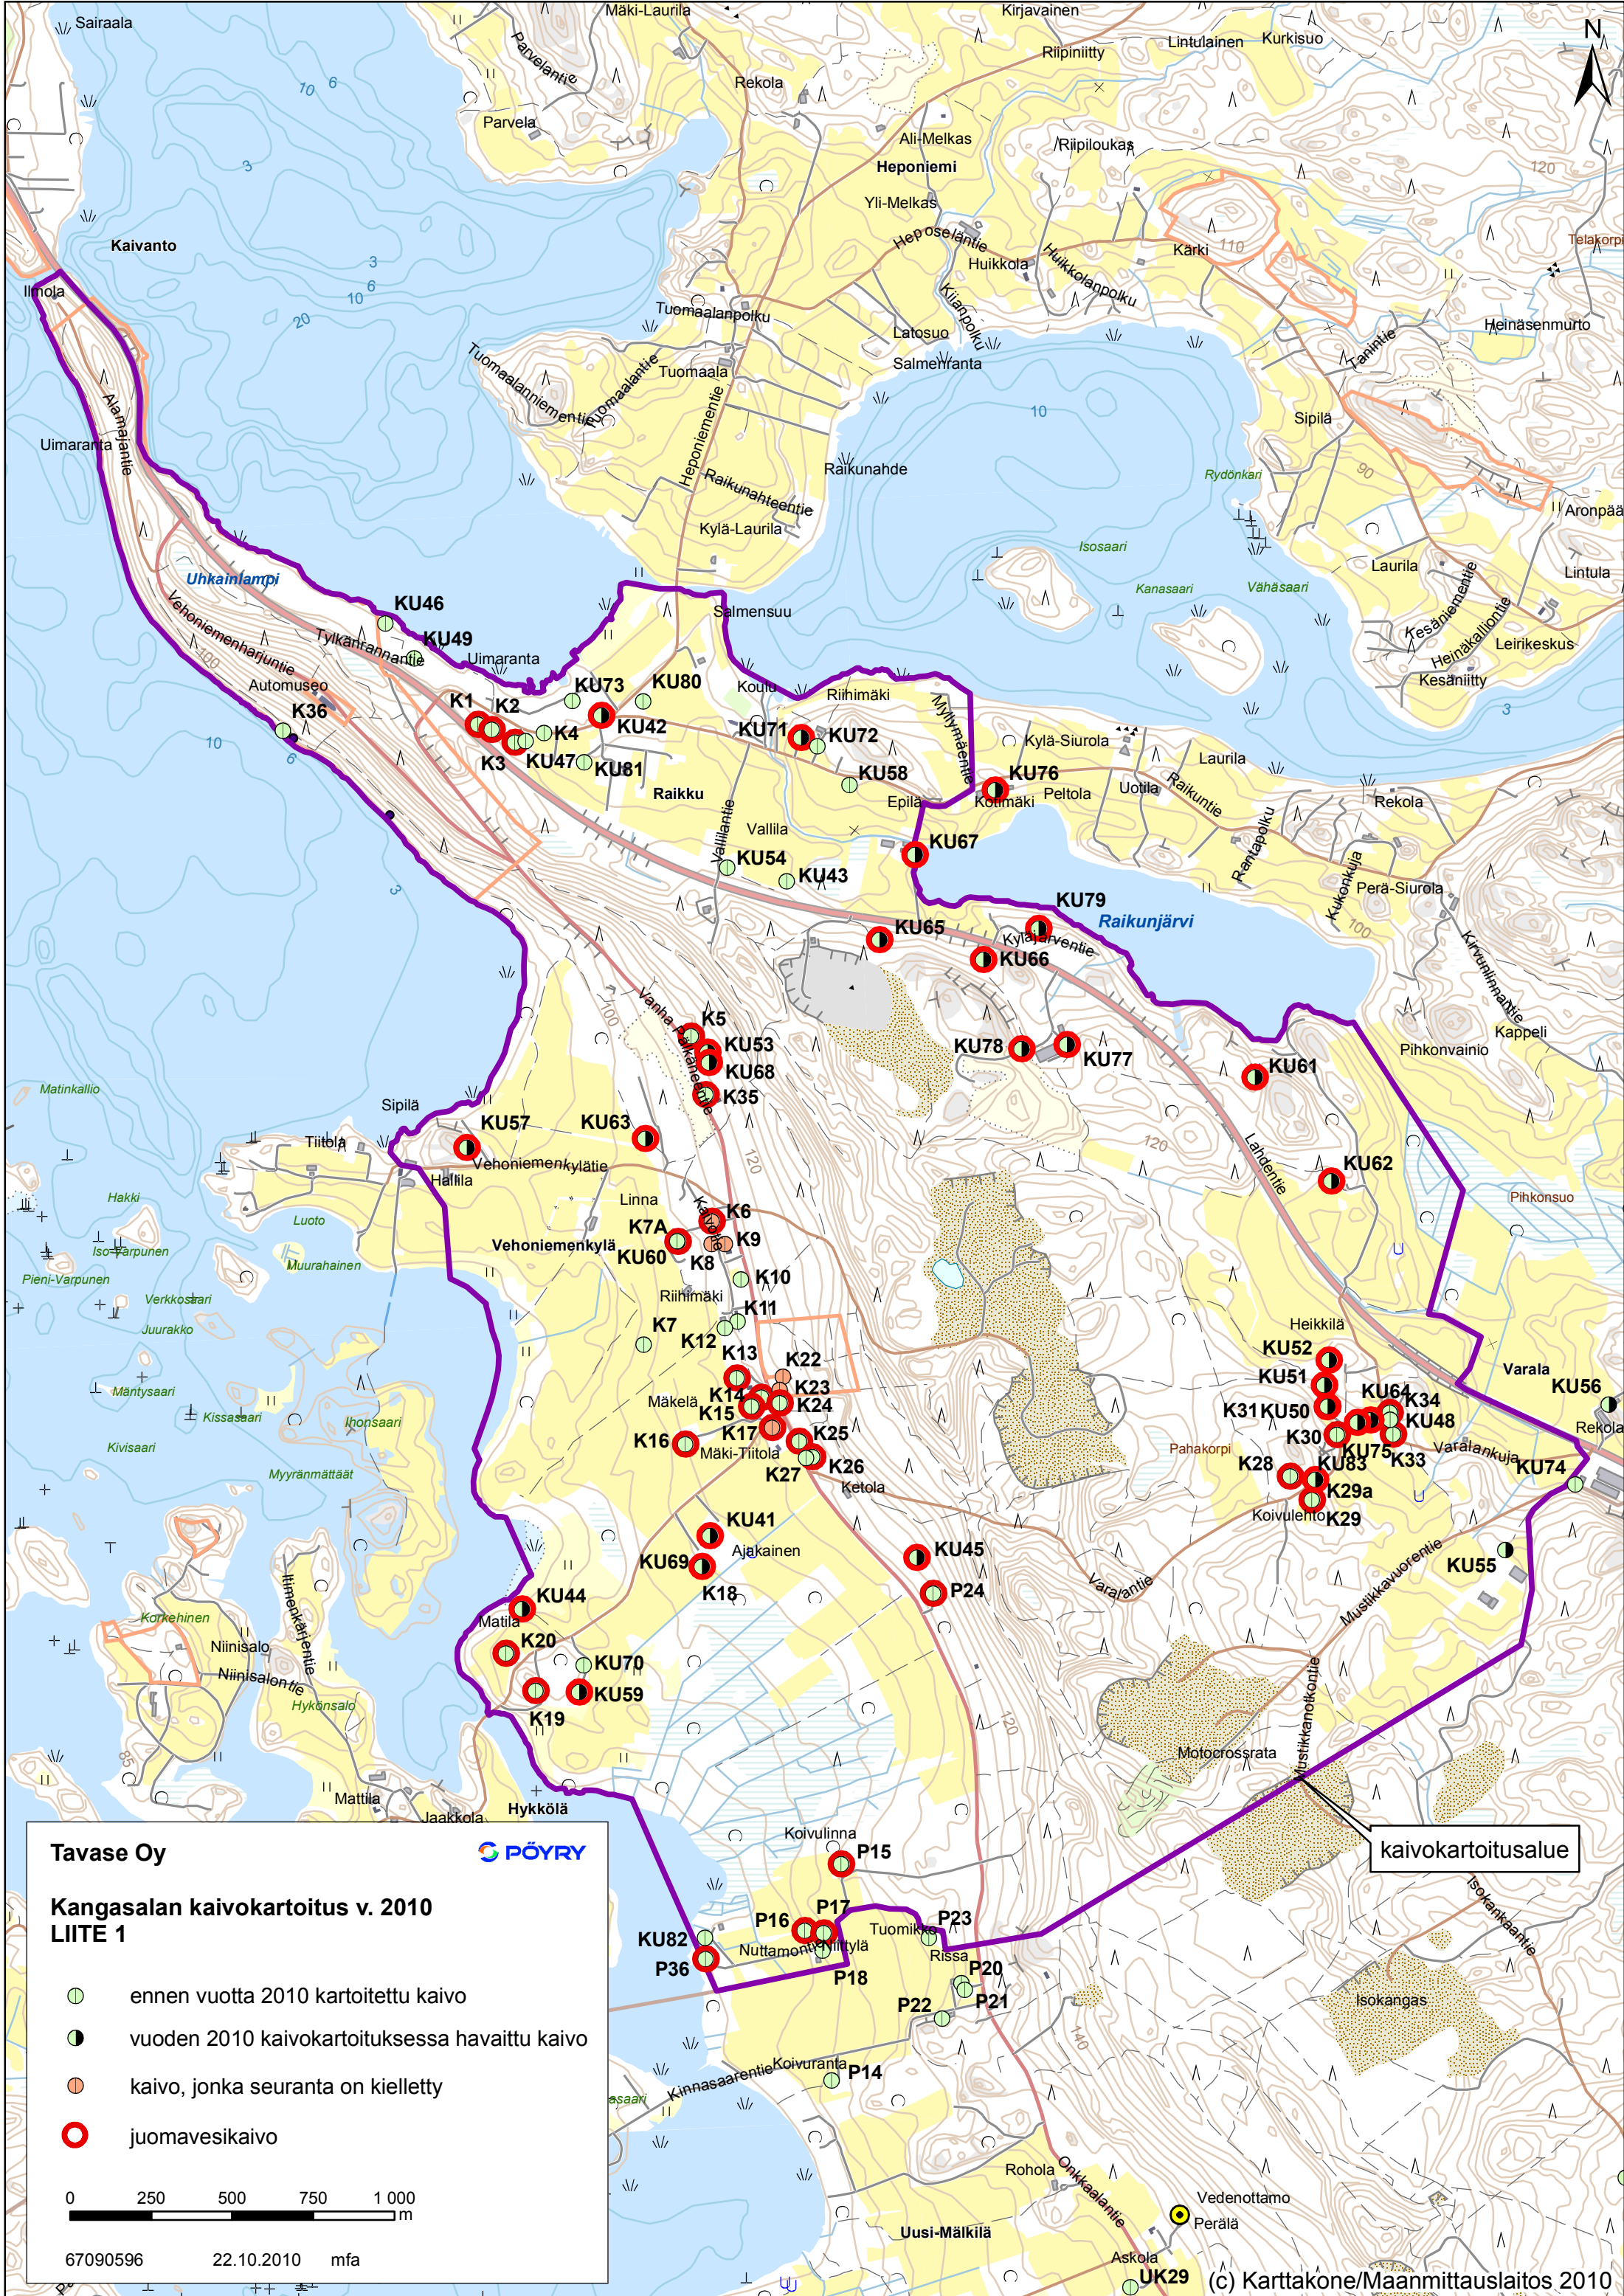 Sairaala
Mäki-Laurila
Kirjavainen
Riipiniitty
Lintulainen
Kurkisuo
N
Parvelantie
Rekola
Parvela
Ali-Melkas
Heponiemi
Riipiloukas
Yli-Melkas
Heposeläntie
Huikkola
Huikkolanpolku
Kärki
Telakorpi
Kaivanto
Ilmola
Kiianpolku
Tuomaalanpolku
Latosuo
Salmenranta
Heinäsenmurto
Tanintie
Tuomaalanniementie
Tuomaalantie
Tuomaala
Heponiementie
Alamajantie
Uimaranta
Sipilä
Raikunahde
Raikunahteentie
Kylä-Laurila
Rydönkari
Aronpää
Isosaari
Kanasaari
Vähäsaari
Laurila
Lintula
Kesäniementie
Heinäkalliontie
Leirikeskus
Kesäniitty
Uhkainlampi
Vehoniemenharjuntie
Tylkänrannantie
KU46
KU49
Uimaranta
Salmensuu
Automuseo
K36
K1
K2
K3
K4
KU47
KU73
KU80
KU42
KU81
Koulu
Riihimäki
KU71
KU72
KU58
Myllymäentie
Kylä-Siurola
Laurila
KU76
Kotimäki
Peltola
Uotila
Raikuntie
Rekola
Epilä
Raikku
Vallila
Vallilantie
Rantapolku
Kukonkuja
Perä-Siurola
KU67
KU54
KU43
KU79
Raikunjärvi
KU65
Kyläjärventie
KU66
Kirvunlinnantie
Kappeli
Pihkonvainio
Vanha Pälkäneentie
K5
KU53
KU68
K35
KU78
KU77
KU61
Matinkallio
Sipilä
Tiitola
KU57
KU63
Vehoniemenkylätie
Hallila
Lahdentie
KU62
Pihkonsuo
Hakki
Luoto
Iso-Varpunen
Muurahainen
Pieni-Varpunen
Verkkosaari
Juurakko
Linna
K7A
KU60
Vehoniemenkylä
Kaivotie
K6
K8
K9
K10
Riihimäki
K11
K7
K12
K13
K22
K23
K14
K15
K24
Mäkelä
K17
K16
K25
Mäki-Tiitola
K27
K26
Ketola
Mäntysaari
Kissasaari
Ihonsaari
Kivisaari
Myyränmättäät
Heikkilä
KU52
KU51
KU64
K34
K31
KU50
KU48
K30
KU75
K33
Varala
KU56
Rekola
Varalankuja
Pahakorpi
K28
KU83
K29a
K29
Koivulehto
KU74
KU55
Mustikkavuorentie
KU41
Ajakainen
KU69
K18
KU45
P24
Varalantie
KU44
Matila
K20
KU70
KU59
K19
Itimenkärjentie
Korkehinen
Niinisalo
Niinisalontie
Hykönsalo
Mustikkanotkontie
Motocrossrata
Mattila
Jaakkola
Hykkölä
kaivokartoitusalue
Koivulinna
P15
P16
P17
Tuomikko
P23
Nuttamontie
Niittylä
Rissa
KU82
P36
P18
P20
P21
P22
Isokankaantie
Isokangas
Koivuranta
Kinnasaarentie
P14
Rohola
Onkkaalantie
Vedenottamo
Perälä
Uusi-Mälkilä
Askola
UK29
Tavase Oy
PÖYRY
Kangasalan kaivokartoitus v. 2010
LIITE 1
ennen vuotta 2010 kartoitettu kaivo
vuoden 2010 kaivokartoituksessa havaittu kaivo
kaivo, jonka seuranta on kielletty
juomavesikaivo
0 250 500 750 1 000
m
67090596 22.10.2010 mfa
(c) Karttakone/Maanmittauslaitos 2010